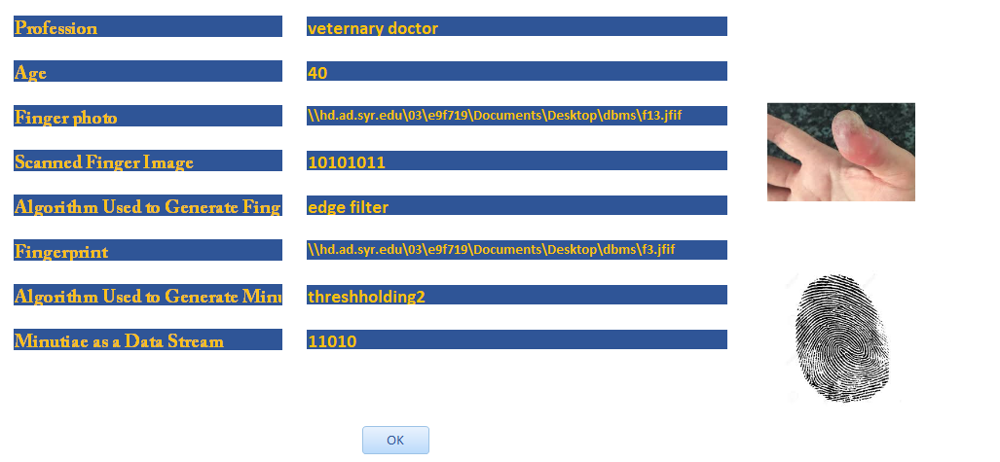 Profession veternary doctor
Age 40
Finger photo \\hd.ad.syr.edu\03\e9f719\Documents\Desktop\dbms\f13.jfif
Scanned Finger Image 10101011
Algorithm Used to Generate Fing edge filter
Fingerprint \\hd.ad.syr.edu\03\e9f719\Documents\Desktop\dbms\f3.jfif
Algorithm Used to Generate Minu threshholding2
Minutiae as a Data Stream 11010
OK